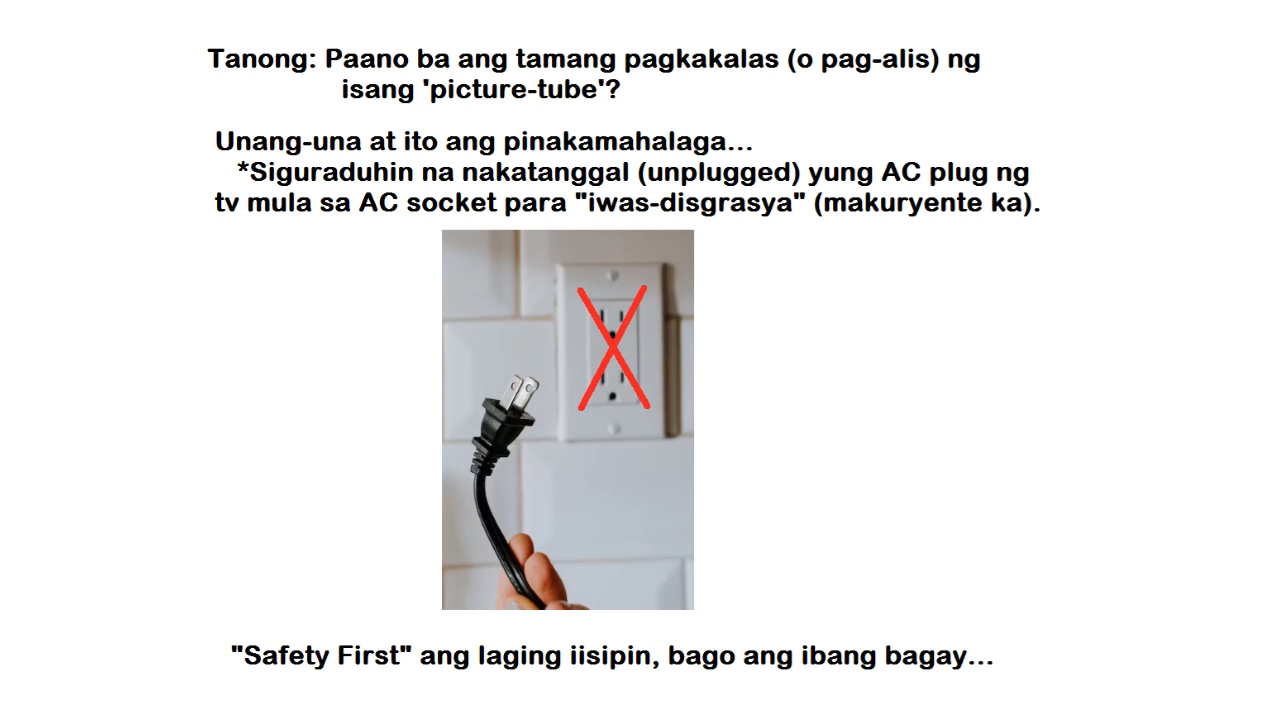 Tanong: Paano ba ang tamang pagkakalas (o pag-alis) ng
isang 'picture-tube'?
Unang-una at ito ang pinakamahalaga...
*Siguraduhin na nakatanggal (unplugged) yung AC plug ng
tv mula sa AC socket para "iwas-disgrasya" (makuryente ka).
"Safety First" ang laging iisipin, bago ang ibang bagay...